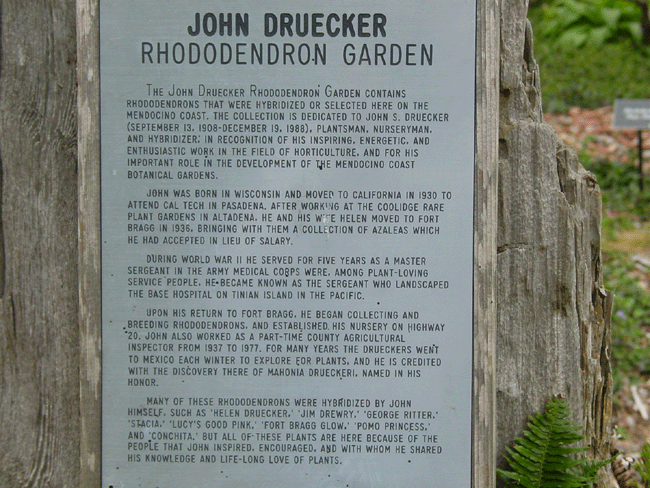 JOHN DRUECKER
RHODODENDRON GARDEN
THE JOHN DRUECKER RHODODENDRON GARDEN CONTAINS
RHODODENDRONS THAT WERE HYBRIDIZED OR SELECTED HERE ON THE
MENDOCINO COAST. THE COLLECTION IS DEDICATED TO JOHN S. DRUECKER
(SEPTEMBER 13, 1908-DECEMBER 19, 1988), PLANTSMAN, NURSERYMAN,
AND HYBRIDIZER, IN RECOGNITION OF HIS INSPIRING, ENERGETIC, AND
ENTHUSIASTIC WORK IN THE FIELD OF HORTICULTURE, AND FOR HIS
IMPORTANT ROLE IN THE DEVELOPMENT OF THE MENDOCINO COAST
BOTANICAL GARDENS.
JOHN WAS BORN IN WISCONSIN AND MOVED TO CALIFORNIA IN 1930 TO
ATTEND CAL TECH IN PASADENA. AFTER WORKING AT THE COOLIDGE RARE
PLANT GARDENS IN ALTADENA, HE AND HIS WIFE HELEN MOVED TO FORT
BRAGG IN 1936, BRINGING WITH THEM A COLLECTION OF AZALEAS WHICH
HE HAD ACCEPTED IN LIEU OF SALARY.
DURING WORLD WAR II HE SERVED FOR FIVE YEARS AS A MASTER
SERGEANT IN THE ARMY MEDICAL CORPS WERE, AMONG PLANT-LOVING
SERVICE PEOPLE, HE BECAME KNOWN AS THE SERGEANT WHO LANDSCAPED
THE BASE HOSPITAL ON TINIAN ISLAND IN THE PACIFIC.
UPON HIS RETURN TO FORT BRAGG, HE BEGAN COLLECTING AND
BREEDING RHODODENDRONS, AND ESTABLISHED HIS NURSERY ON HIGHWAY
20. JOHN ALSO WORKED AS A PART-TIME COUNTY AGRICULTURAL
INSPECTOR FROM 1937 TO 1977. FOR MANY YEARS THE DRUECKERS WENT
TO MEXICO EACH WINTER TO EXPLORE FOR PLANTS, AND HE IS CREDITED
WITH THE DISCOVERY THERE OF MAHONIA DRUECKERI, NAMED IN HIS
HONOR.
MANY OF THESE RHODODENDRONS WERE HYBRIDIZED BY JOHN
HIMSELF, SUCH AS 'HELEN DRUECKER,' 'JIM DREWRY,' 'GEORGE RITTER,'
'STACIA,' 'LUCY'S GOOD PINK,' 'FORT BRAGG GLOW,' 'POMO PRINCESS,'
AND 'CONCHITA.' BUT ALL OF THESE PLANTS ARE HERE BECAUSE OF THE
PEOPLE THAT JOHN INSPIRED, ENCOURAGED, AND WITH WHOM HE SHARED
HIS KNOWLEDGE AND LIFE-LONG LOVE OF PLANTS.